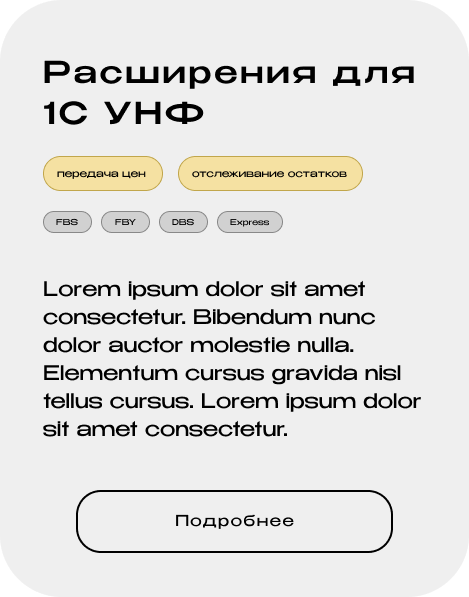 Расширения для
1С УНФ
передача цен отслеживание остатков
FBS FBY DBS Express
Lorem ipsum dolor sit amet
consectetur. Bibendum nunc
dolor auctor molestie nulla.
Elementum cursus gravida nisl
tellus cursus. Lorem ipsum dolor
sit amet consectetur.
Подробнее